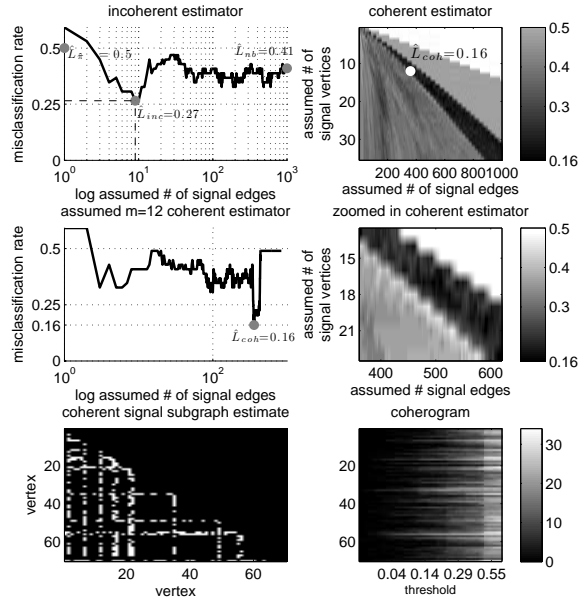 incoherent estimator
misclassification rate
0.5
0.25
0
L̂π̂ = 0.5
L̂nb=0.41
L̂inc=0.27
10^0
10^1
10^2
10^3
log assumed # of signal edges
coherent estimator
assumed # of
signal vertices
10
20
30
L̂coh=0.16
200 400 600 800 1000
assumed # of signal edges
0.5
0.4
0.3
0.16
assumed m=12 coherent estimator
misclassification rate
0.5
0.25
0.16
0
L̂coh=0.16
10^0
10^2
log assumed # of signal edges
zoomed in coherent estimator
assumed # of
signal vertices
15
18
21
400 500 600
assumed # signal edges
0.5
0.4
0.3
0.16
coherent signal subgraph estimate
vertex
20
40
60
20 40 60
vertex
coherogram
20
40
60
0.04 0.14 0.29 0.55
threshold
30
20
10
0